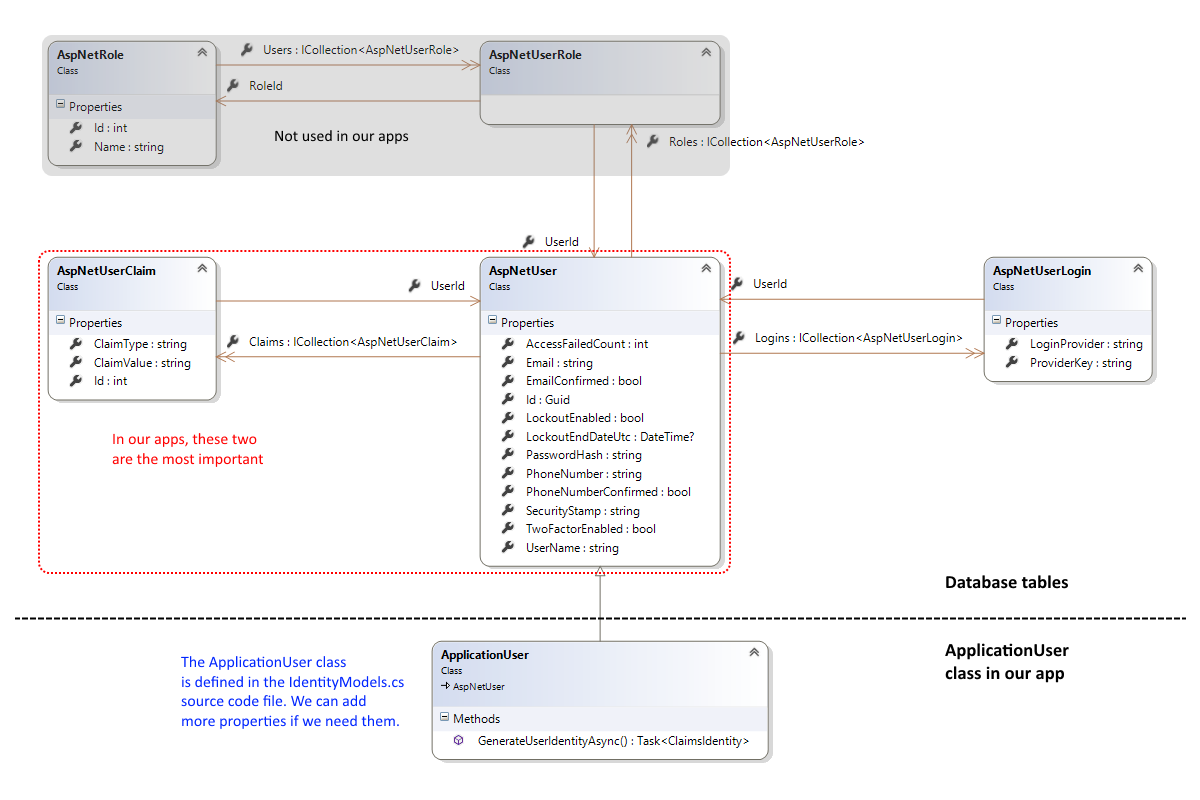 AspNetRole
Class
Properties
Id : int
Name : string
Users : ICollection<AspNetUserRole>
RoleId
Not used in our apps
AspNetUserRole
Class
Roles : ICollection<AspNetUserRole>
UserId
AspNetUserClaim
Class
Properties
ClaimType : string
ClaimValue : string
Id : int
UserId
Claims : ICollection<AspNetUserClaim>
In our apps, these two
are the most important
AspNetUser
Class
Properties
AccessFailedCount : int
Email : string
EmailConfirmed : bool
Id : Guid
LockoutEnabled : bool
LockoutEndDateUtc : DateTime?
PasswordHash : string
PhoneNumber : string
PhoneNumberConfirmed : bool
SecurityStamp : string
TwoFactorEnabled : bool
UserName : string
UserId
Logins : ICollection<AspNetUserLogin>
AspNetUserLogin
Class
Properties
LoginProvider : string
ProviderKey : string
Database tables
The ApplicationUser class
is defined in the IdentityModels.cs
source code file. We can add
more properties if we need them.
ApplicationUser
Class
AspNetUser
Methods
GenerateUserIdentityAsync() : Task<ClaimsIdentity>
ApplicationUser
class in our app